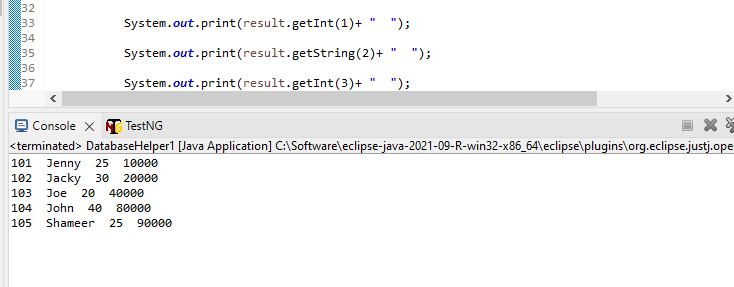 32
33 System.out.print(result.getInt(1)+ "  ");
34
35 System.out.print(result.getString(2)+ "  ");
36
37 System.out.print(result.getInt(3)+ "  ");
Console TestNG
<terminated> DatabaseHelper1 [Java Application] C:\Software\eclipse-java-2021-09-R-win32-x86_64\eclipse\plugins\org.eclipse.justj.ope
101  Jenny  25  10000
102  Jacky  30  20000
103  Joe  20  40000
104  John  40  80000
105  Shameer  25  90000